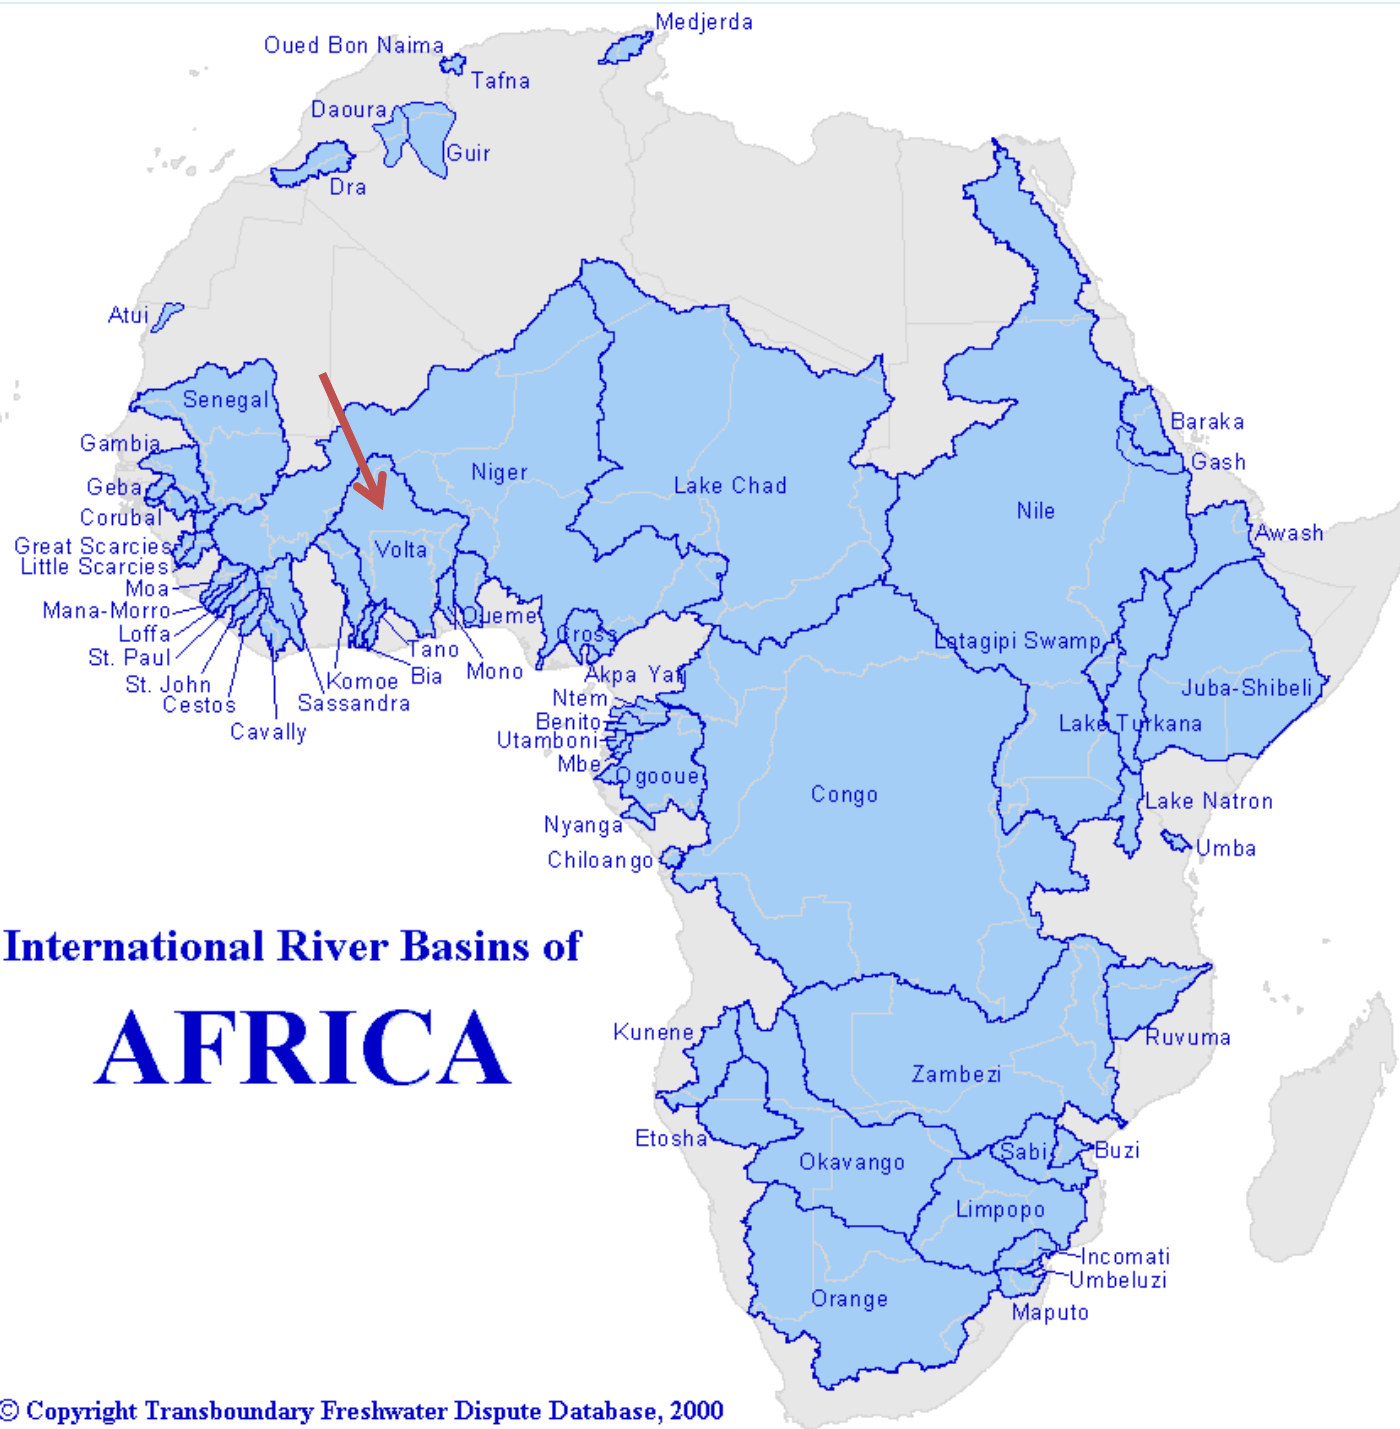 Medjerda
Oued Bon Naima
Tafna
Daoura
Guir
Dra
Atui
Senegal
Gambia
Geba
Corubal
Great Scarcies
Little Scarcies
Moa
Mana-Morro
Loffa
St. Paul
St. John
Cestos
Cavally
Sassandra
Komoe
Bia
Tano
Mono
Oueme
Volta
Niger
Lake Chad
Nile
Baraka
Gash
Awash
Cross
Akpa Yafi
Ntem
Benito
Utamboni
Mbe
Ogooue
Nyanga
Chiloango
Congo
Lotagipi Swamp
Juba-Shibeli
Lake Turkana
Lake Natron
Umba
International River Basins of
AFRICA
Kunene
Ruvuma
Zambezi
Etosha
Okavango
Sabi
Buzi
Limpopo
Incomati
Umbeluzi
Maputo
Orange
© Copyright Transboundary Freshwater Dispute Database, 2000